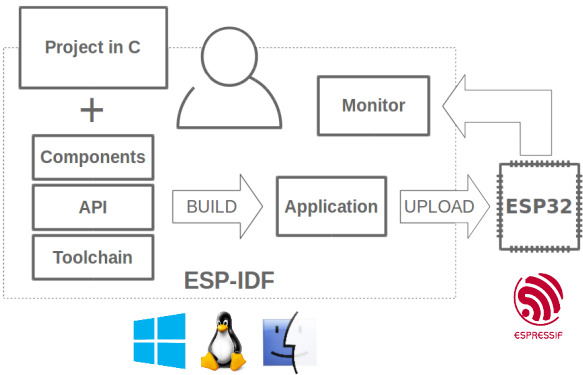 Project in C
+
Components
API
Toolchain
BUILD
Application
UPLOAD
Monitor
ESP32
ESP-IDF
ESPRESSIF